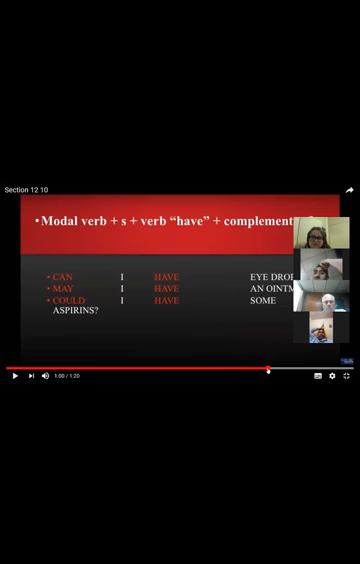 Section 12 10
•Modal verb + s + verb “have” + complement
• CAN I HAVE EYE DROP
• MAY I HAVE AN OINTM
• COULD I HAVE SOME
ASPIRINS?
1:00 / 1:20